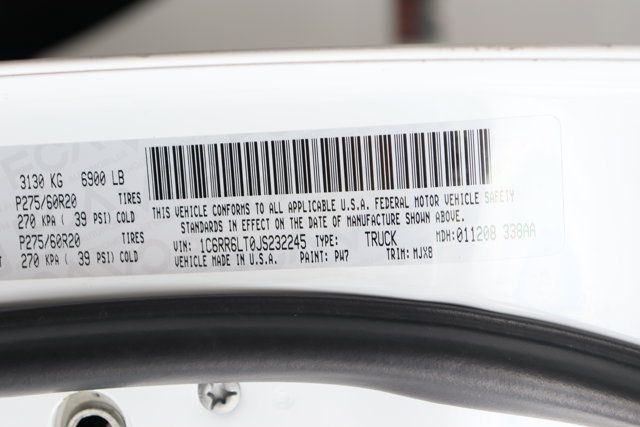 3130 KG 6900 LB
P275/60R20 TIRES
270 KPA ( 39 PSI) COLD
P275/60R20 TIRES
270 KPA ( 39 PSI) COLD
THIS VEHICLE CONFORMS TO ALL APPLICABLE U.S.A. FEDERAL MOTOR VEHICLE SAFETY
STANDARDS IN EFFECT ON THE DATE OF MANUFACTURE SHOWN ABOVE.
VIN: 1C6RR6LT0JS232245 TYPE: TRUCK MDH: 011208 338AA
VEHICLE MADE IN U.S.A. PAINT: PW7 TRIM: MJX8